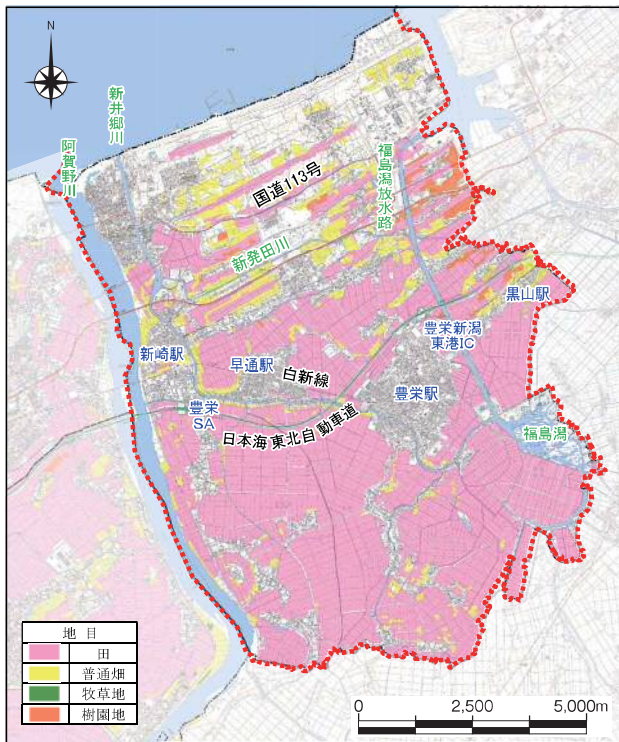 N
新井郷川
阿賀野川
国道113号
福島潟放水路
新発田川
黒山駅
豊栄新潟
東港IC
新崎駅
早通駅
白新線
豊栄駅
豊栄
SA
日本海東北自動車道
福島潟
地 目
田
普通畑
牧草地
樹園地
0 2,500 5,000m